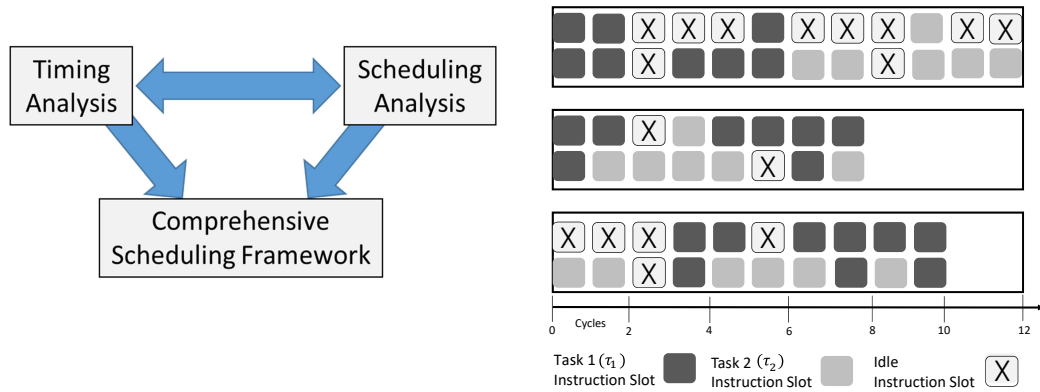 Timing
Analysis
Scheduling
Analysis
Comprehensive
Scheduling Framework
X X X X X X X X
X X
X
X
X X X X
X
0 Cycles 2 4 6 8 10 12
Task 1 (τ₁)
Instruction Slot
Task 2 (τ₂)
Instruction Slot
Idle
Instruction Slot
X